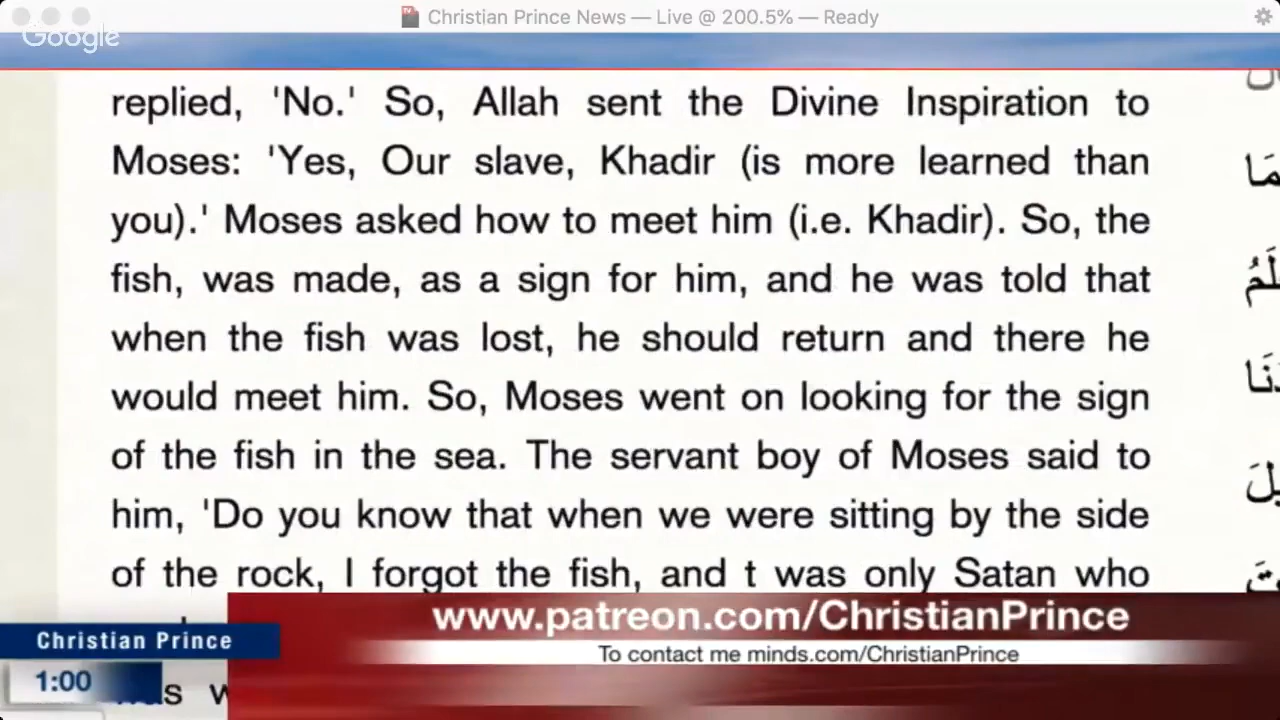 Christian Prince News — Live @ 200.5% — Ready
Google
replied, 'No.' So, Allah sent the Divine Inspiration to
Moses: 'Yes, Our slave, Khadir (is more learned than
you).' Moses asked how to meet him (i.e. Khadir). So, the
fish, was made, as a sign for him, and he was told that
when the fish was lost, he should return and there he
would meet him. So, Moses went on looking for the sign
of the fish in the sea. The servant boy of Moses said to
him, 'Do you know that when we were sitting by the side
of the rock, I forgot the fish, and t was only Satan who
www.patreon.com/ChristianPrince
To contact me minds.com/ChristianPrince
Christian Prince
1:00